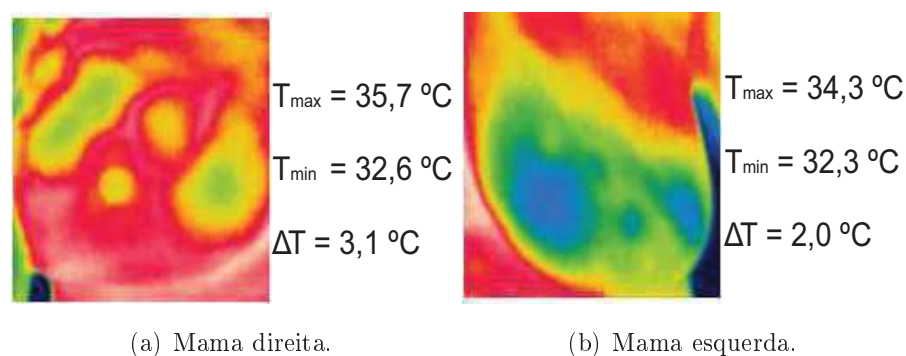 Tmax = 35,7 ºC
Tmin = 32,6 ºC
ΔT = 3,1 ºC
Tmax = 34,3 ºC
Tmin = 32,3 ºC
ΔT = 2,0 ºC
(a) Mama direita.
(b) Mama esquerda.